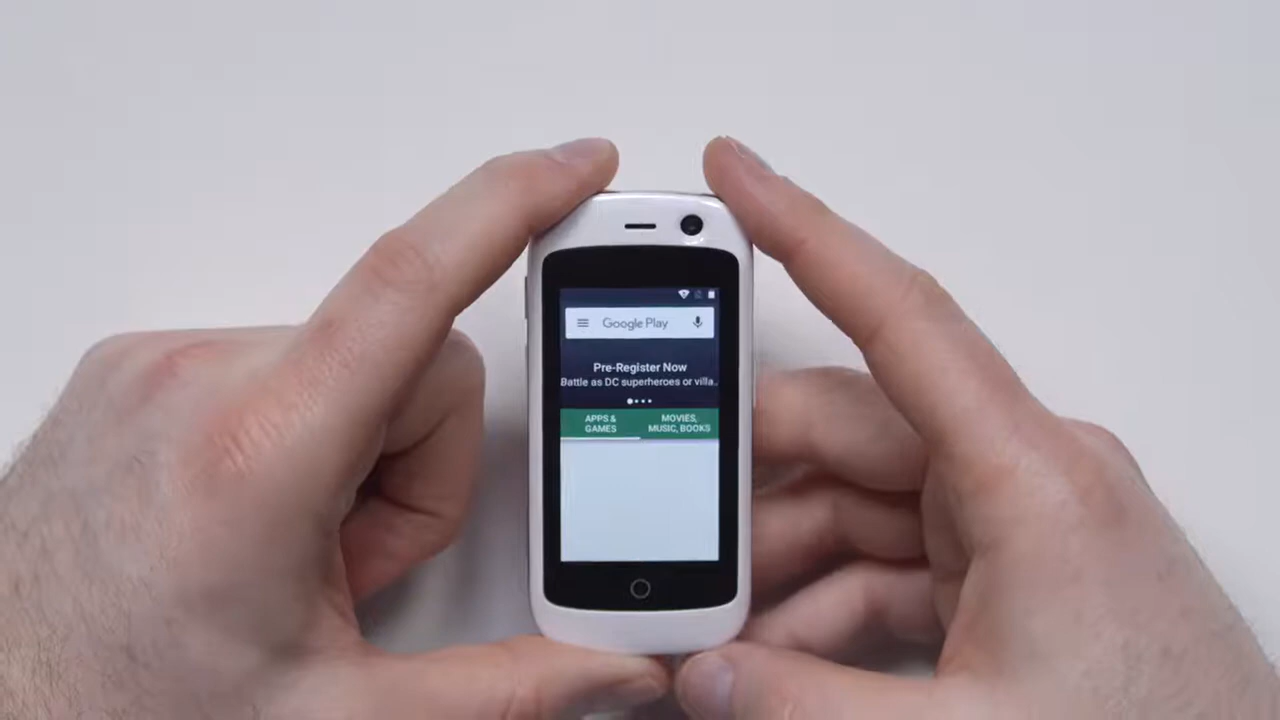 Google Play
Pre-Register Now
Battle as DC superheroes or villa..
APPS &
GAMES
MOVIES,
MUSIC, BOOKS